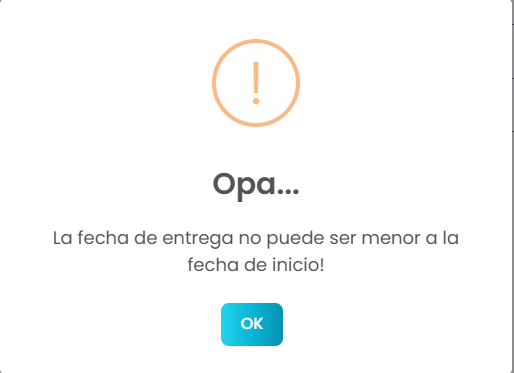 Opa...
La fecha de entrega no puede ser menor a la
fecha de inicio!
OK